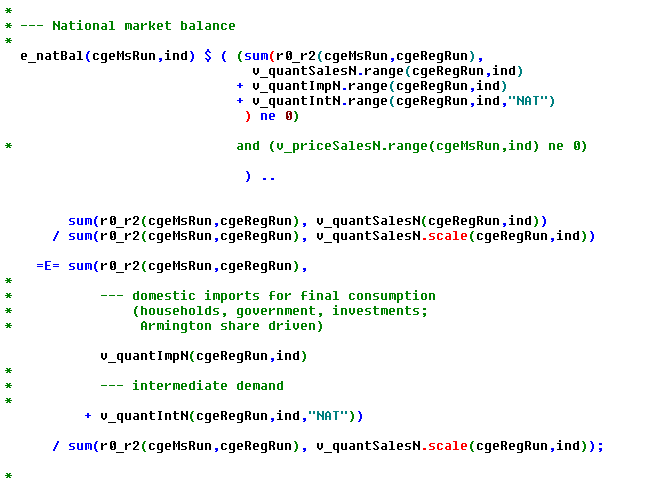 *
* --- National market balance
*
  e_natBal(cgeMsRun,ind) $ ( (sum(r0_r2(cgeMsRun,cgeRegRun),
                               v_quantSalesN.range(cgeRegRun,ind)
                             + v_quantImpN.range(cgeRegRun,ind)
                             + v_quantIntN.range(cgeRegRun,ind,"NAT")
                              ) ne 0)
*                            and (v_priceSalesN.range(cgeMsRun,ind) ne 0)
                              ) ..
        sum(r0_r2(cgeMsRun,cgeRegRun), v_quantSalesN(cgeRegRun,ind))
      / sum(r0_r2(cgeMsRun,cgeRegRun), v_quantSalesN.scale(cgeRegRun,ind))
    =E= sum(r0_r2(cgeMsRun,cgeRegRun),
*
*           --- domestic imports for final consumption
*               (households, government, investments;
*                Armington share driven)
            v_quantImpN(cgeRegRun,ind)
*
*           --- intermediate demand
*
          + v_quantIntN(cgeRegRun,ind,"NAT"))
      / sum(r0_r2(cgeMsRun,cgeRegRun), v_quantSalesN.scale(cgeRegRun,ind));
*